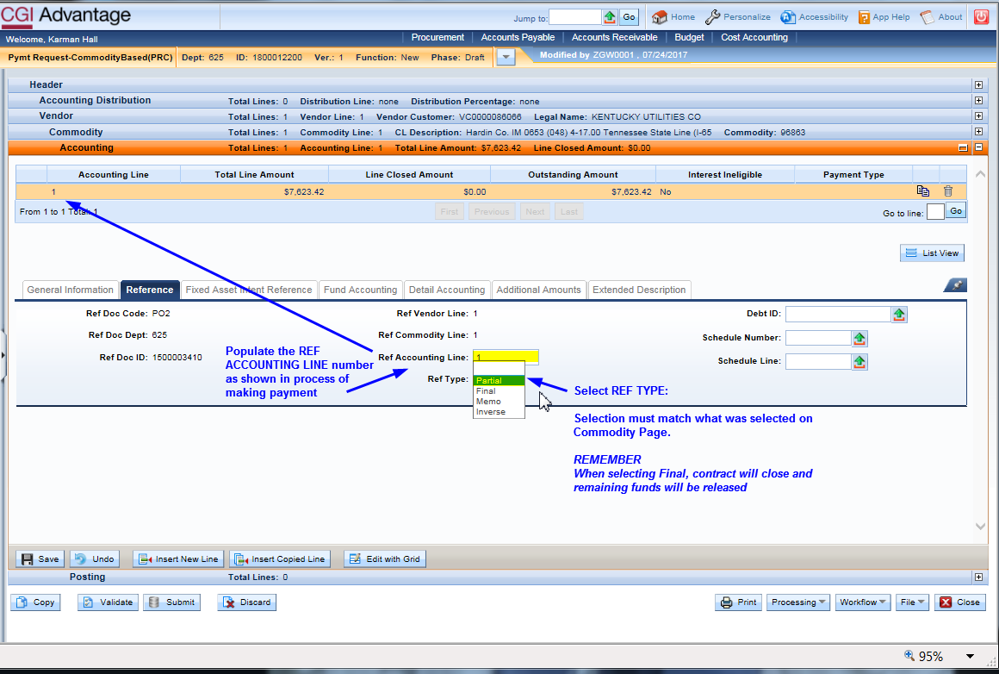 CGI Advantage
Jump to: Go Home Personalize Accessibility App Help About
Welcome, Karman Hall
Procurement Accounts Payable Accounts Receivable Budget Cost Accounting
Pymt Request-CommodityBased(PRC) Dept: 625 ID: 1800012200 Ver.: 1 Function: New Phase: Draft
Modified by ZGW0001 , 07/24/2017
Header
Accounting Distribution Total Lines: 0 Distribution Line: none Distribution Percentage: none
Vendor Total Lines: 1 Vendor Line: 1 Vendor Customer: VC0000086066 Legal Name: KENTUCKY UTILITIES CO
Commodity Total Lines: 1 Commodity Line: 1 CL Description: Hardin Co. IM 0653 (048) 4-17.00 Tennessee State Line (I-65 Commodity: 96863
Accounting Total Lines: 1 Accounting Line: 1 Total Line Amount: $7,623.42 Line Closed Amount: $0.00
Accounting Line Total Line Amount Line Closed Amount Outstanding Amount Interest Ineligible Payment Type
1 $7,623.42 $0.00 $7,623.42 No
From 1 to 1 Total: 1 First Previous Next Last Go to line: Go
List View
General Information Reference Fixed Asset Intent Reference Fund Accounting Detail Accounting Additional Amounts Extended Description
Ref Doc Code: PO2 Ref Vendor Line: 1 Debt ID:
Ref Doc Dept: 625 Ref Commodity Line: 1 Schedule Number:
Ref Doc ID: 1500003410 Ref Accounting Line: 1 Schedule Line:
Ref Type:
Partial
Final
Memo
Inverse
Populate the REF
ACCOUNTING LINE number
as shown in process of
making payment
Select REF TYPE:
Selection must match what was selected on
Commodity Page.
REMEMBER
When selecting Final, contract will close and
remaining funds will be released
Save Undo Insert New Line Insert Copied Line Edit with Grid
Posting Total Lines: 0
Copy Validate Submit Discard Print Processing Workflow File Close
95%